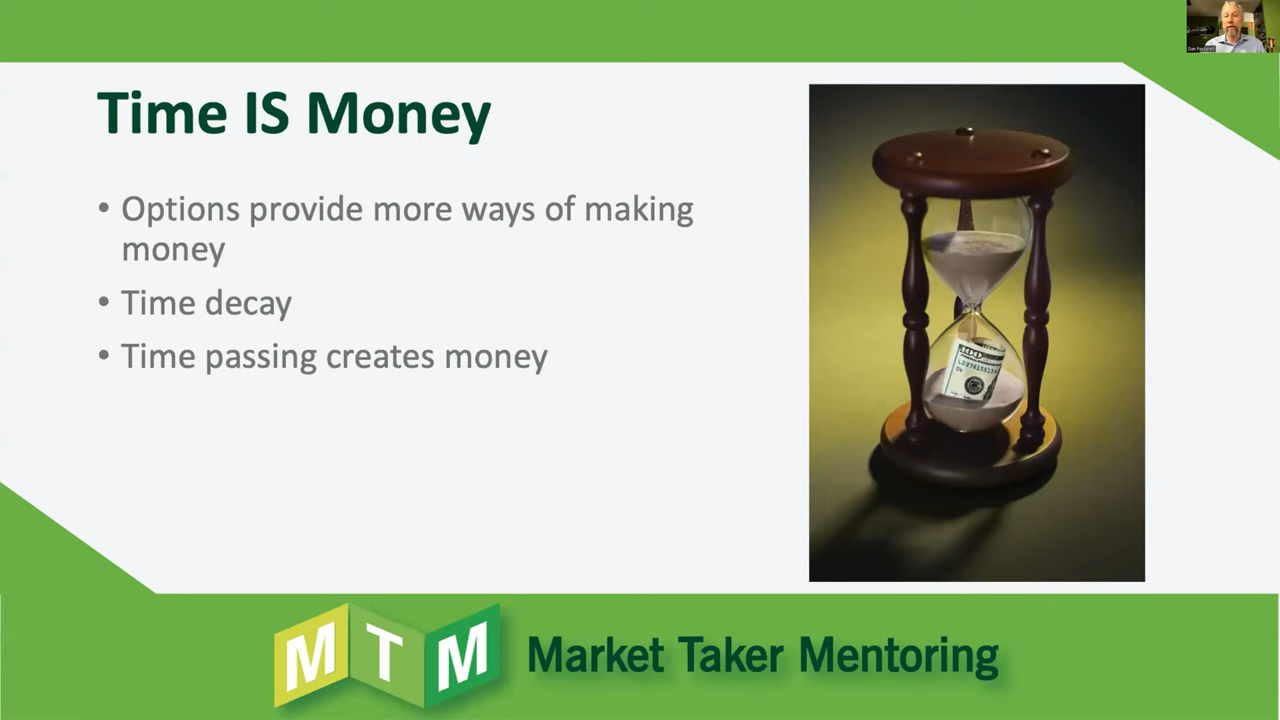 Time IS Money
• Options provide more ways of making
money
• Time decay
• Time passing creates money
100
M T M
Market Taker Mentoring